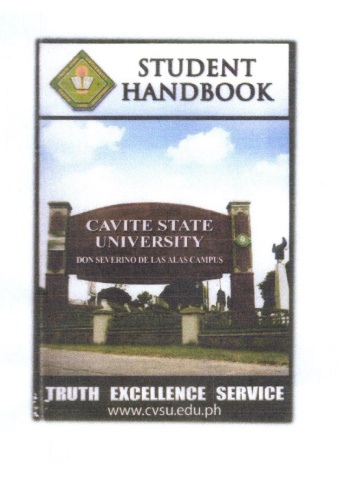 STUDENT
HANDBOOK
CAVITE STATE
UNIVERSITY
DON SEVERINO DE LAS ALAS CAMPUS
TRUTH EXCELLENCE SERVICE
www.cvsu.edu.ph